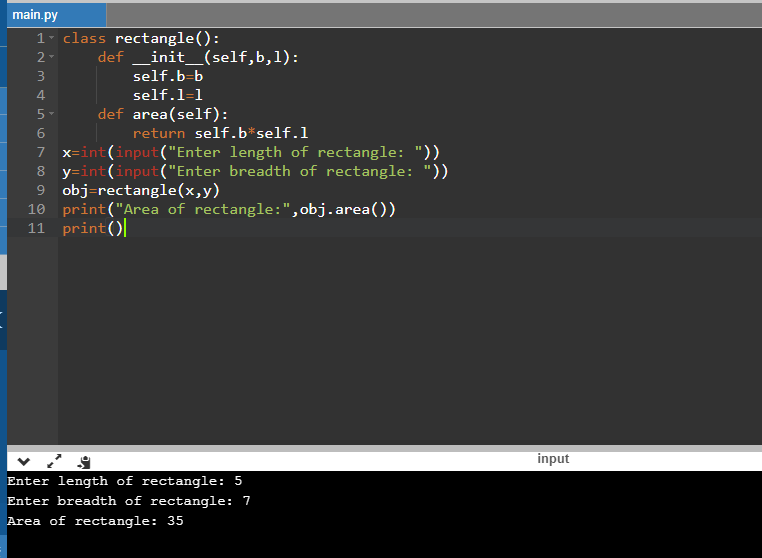 main.py
1 class rectangle():
2     def __init__(self,b,l):
3         self.b=b
4         self.l=l
5     def area(self):
6         return self.b*self.l
7 x=int(input("Enter length of rectangle: "))
8 y=int(input("Enter breadth of rectangle: "))
9 obj=rectangle(x,y)
10 print("Area of rectangle:",obj.area())
11 print()
input
Enter length of rectangle: 5
Enter breadth of rectangle: 7
Area of rectangle: 35